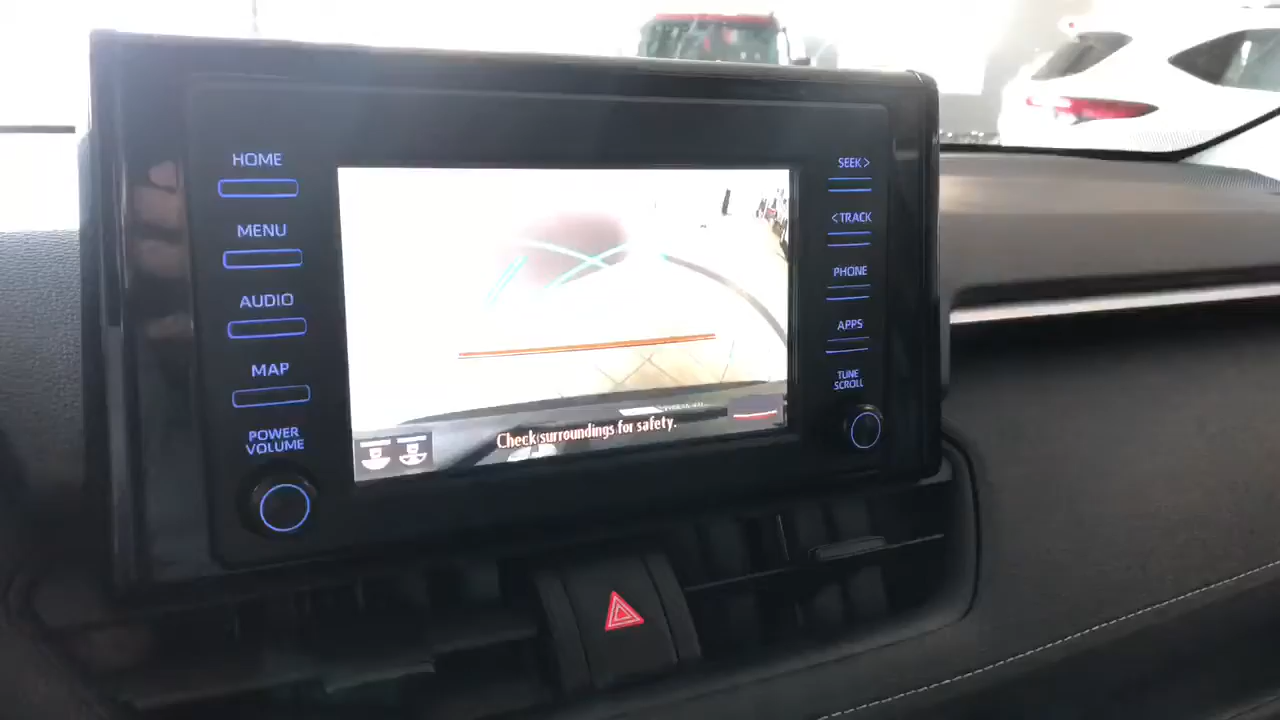 HOME
MENU
AUDIO
MAP
POWER
VOLUME
SEEK>
<TRACK
PHONE
APPS
TUNE
SCROLL
Check surroundings for safety.